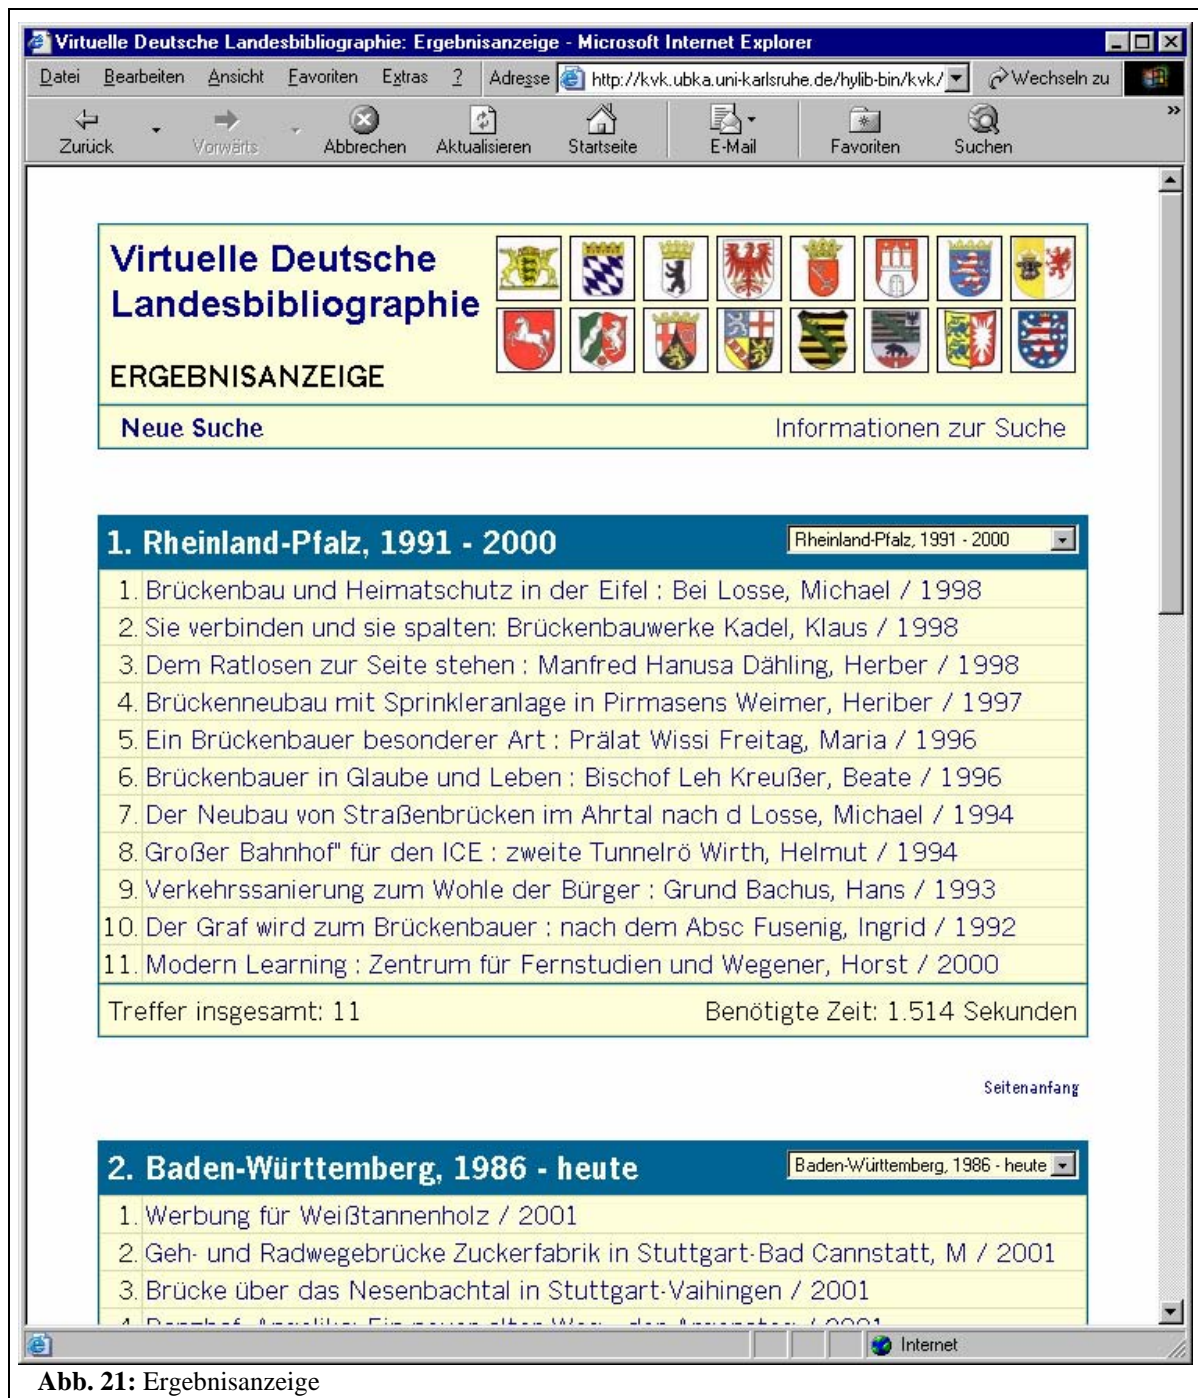 Virtuelle Deutsche Landesbibliographie: Ergebnisanzeige - Microsoft Internet Explorer
Datei Bearbeiten Ansicht Favoriten Extras ? Adresse http://kvk.ubka.uni-karlsruhe.de/hylib-bin/kvk/ Wechseln zu
Zurück Vorwärts Abbrechen Aktualisieren Startseite E-Mail Favoriten Suchen »
Virtuelle Deutsche
Landesbibliographie
ERGEBNISANZEIGE
Neue Suche Informationen zur Suche
1. Rheinland-Pfalz, 1991 - 2000 Rheinland-Pfalz, 1991 - 2000
1. Brückenbau und Heimatschutz in der Eifel : Bei Losse, Michael / 1998
2. Sie verbinden und sie spalten: Brückenbauwerke Kadel, Klaus / 1998
3. Dem Ratlosen zur Seite stehen : Manfred Hanusa Dähling, Herber / 1998
4. Brückenneubau mit Sprinkleranlage in Pirmasens Weimer, Heriber / 1997
5. Ein Brückenbauer besonderer Art : Prälat Wissi Freitag, Maria / 1996
6. Brückenbauer in Glaube und Leben : Bischof Leh Kreußer, Beate / 1996
7. Der Neubau von Straßenbrücken im Ahrtal nach d Losse, Michael / 1994
8. Großer Bahnhof" für den ICE : zweite Tunnelrö Wirth, Helmut / 1994
9. Verkehrssanierung zum Wohle der Bürger : Grund Bachus, Hans / 1993
10. Der Graf wird zum Brückenbauer : nach dem Absc Fusenig, Ingrid / 1992
11. Modern Learning : Zentrum für Fernstudien und Wegener, Horst / 2000
Treffer insgesamt: 11 Benötigte Zeit: 1.514 Sekunden
Seitenanfang
2. Baden-Württemberg, 1986 - heute Baden-Württemberg, 1986 - heute
1. Werbung für Weißtannenholz / 2001
2. Geh- und Radwegebrücke Zuckerfabrik in Stuttgart-Bad Cannstatt, M / 2001
3. Brücke über das Nesenbachtal in Stuttgart-Vaihingen / 2001
Internet
Abb. 21: Ergebnisanzeige